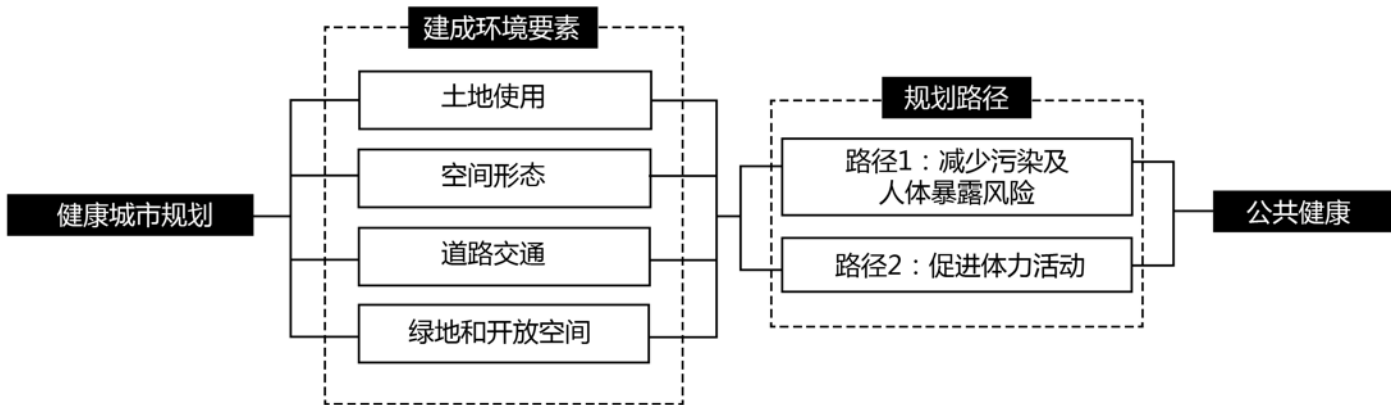 建成环境要素
土地使用
空间形态
道路交通
绿地和开放空间
健康城市规划
规划路径
路径1：减少污染及
人体暴露风险
路径2：促进体力活动
公共健康